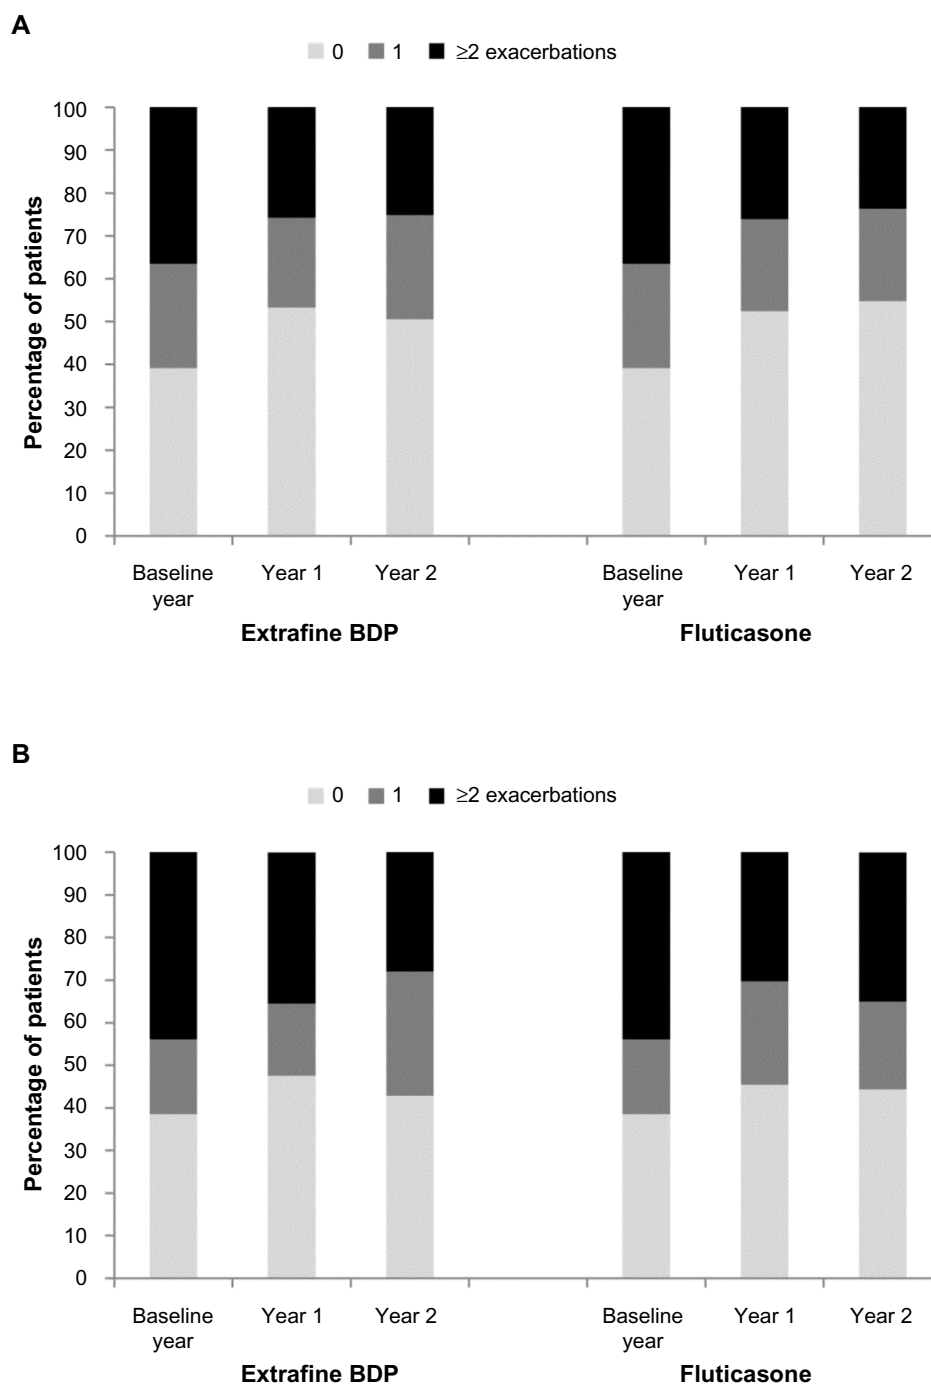 A
0 1 ≥2 exacerbations
Percentage of patients
100
90
80
70
60
50
40
30
20
10
0
Baseline year Year 1 Year 2 Baseline year Year 1 Year 2
Extrafine BDP Fluticasone
B
0 1 ≥2 exacerbations
Percentage of patients
100
90
80
70
60
50
40
30
20
10
0
Baseline year Year 1 Year 2 Baseline year Year 1 Year 2
Extrafine BDP Fluticasone